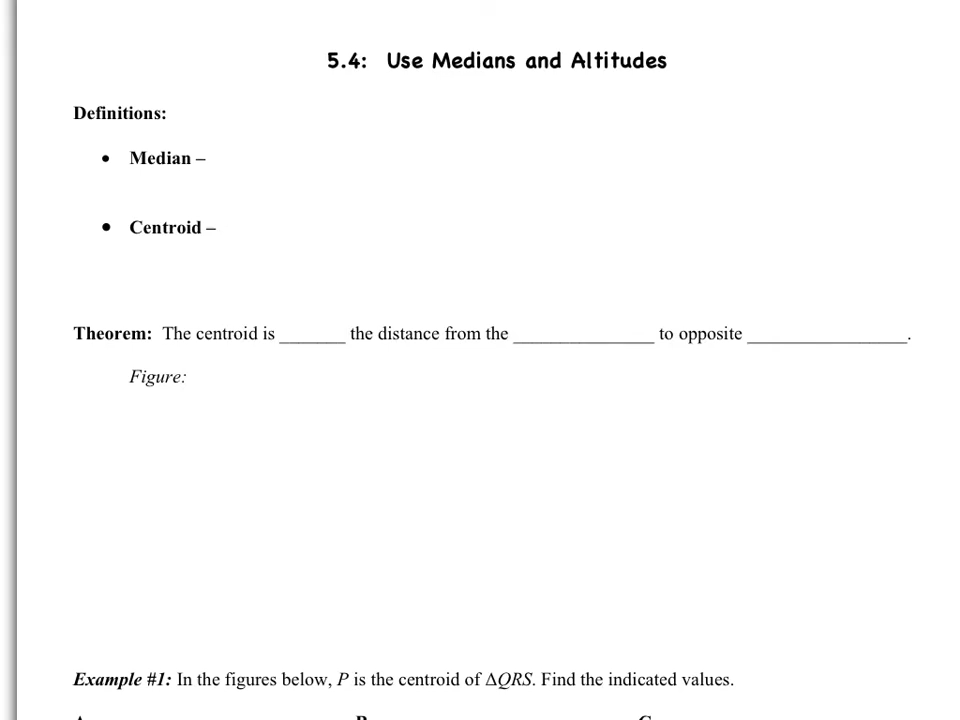 5.4: Use Medians and Altitudes
Definitions:
• Median –
• Centroid –
Theorem: The centroid is _______ the distance from the _______________ to opposite _________________.
Figure:
Example #1: In the figures below, P is the centroid of ΔQRS. Find the indicated values.